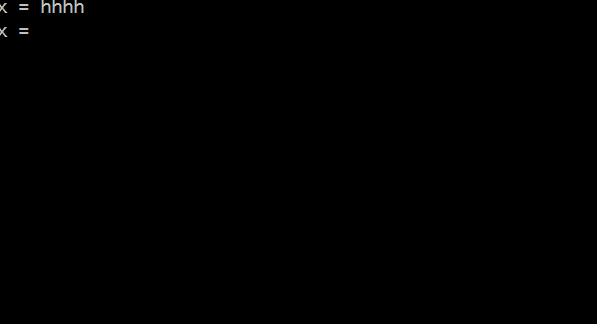 x = hhhh
x =